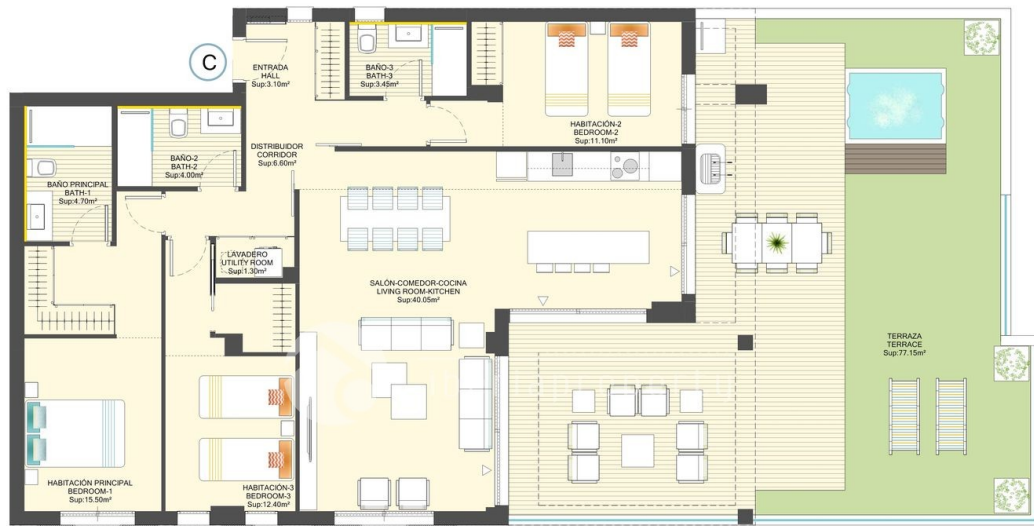 C
ENTRADA
HALL
Sup:3.10m²
BAÑO-3
BATH-3
Sup:3.45m²
HABITACIÓN-2
BEDROOM-2
Sup:11.10m²
DISTRIBUIDOR
CORRIDOR
Sup:6.60m²
BAÑO-2
BATH-2
Sup:4.00m²
BAÑO PRINCIPAL
BATH-1
Sup:4.70m²
LAVADERO
UTILITY ROOM
Sup:1.30m²
SALÓN-COMEDOR-COCINA
LIVING ROOM-KITCHEN
Sup:40.05m²
TERRAZA
TERRACE
Sup:77.15m²
HABITACIÓN PRINCIPAL
BEDROOM-1
Sup:15.50m²
HABITACIÓN-3
BEDROOM-3
Sup:12.40m²